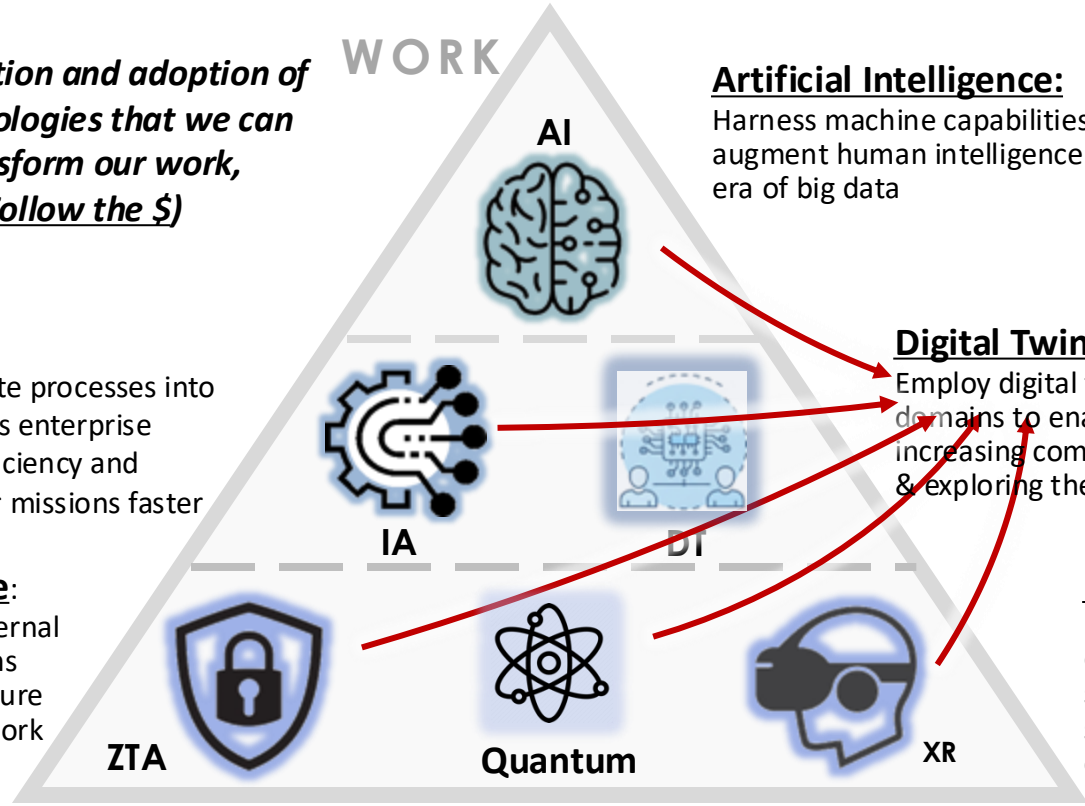 WORK
tion and adoption of
ologies that we can
sform our work,
follow the $)
Artificial Intelligence:
Harness machine capabilities
augment human intelligence
era of big data
AI
Digital Twin
Employ digital
domains to ena
increasing com
& exploring the
te processes into
s enterprise
ciency and
r missions faster
IA
DT
e:
ernal
ns
ure
ork
ZTA
Quantum
XR